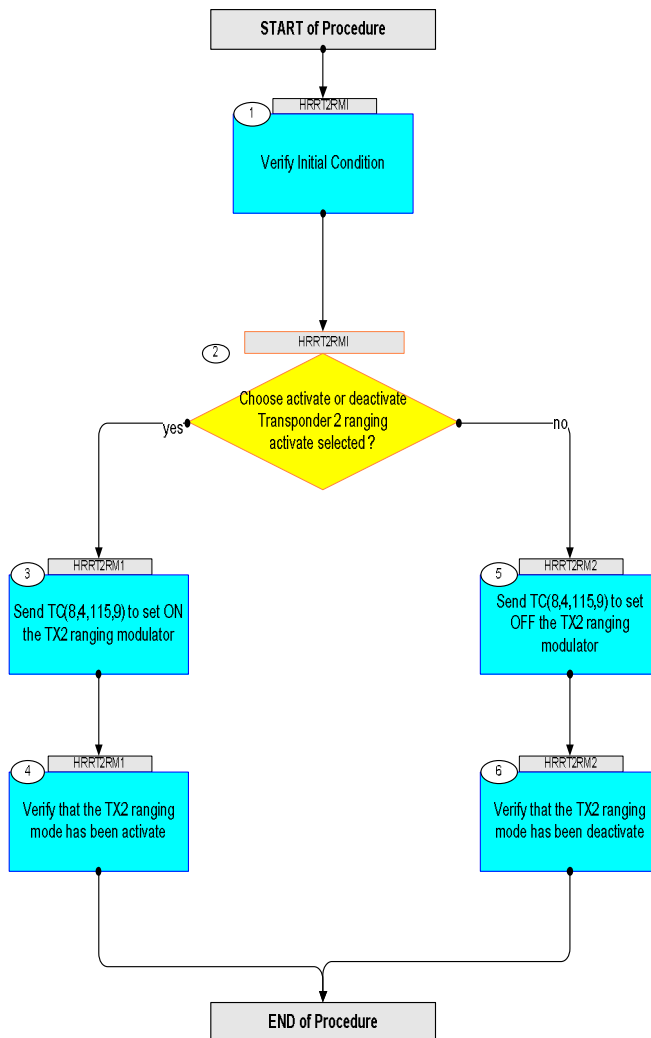 START of Procedure
HRRT2RMI
1
Verify Initial Condition
HRRT2RMI
2
Choose activate or deactivate
Transponder 2 ranging
activate selected ?
yes
no
HRRT2RM1
3
Send TC(8,4,115,9) to set ON
the TX2 ranging modulator
HRRT2RM2
5
Send TC(8,4,115,9) to set
OFF the TX2 ranging
modulator
HRRT2RM1
4
Verify that the TX2 ranging
mode has been activate
HRRT2RM2
6
Verify that the TX2 ranging
mode has been deactivate
END of Procedure